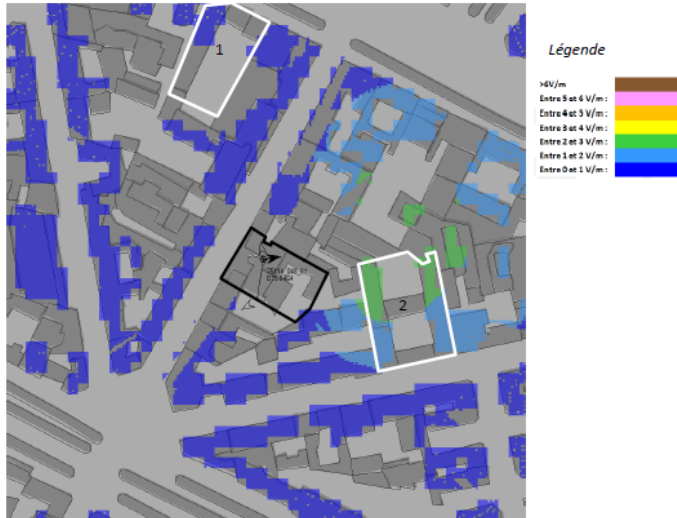 1
Légende
>6V/m
Entre 5 et 6 V/m :
Entre 4 et 5 V/m :
Entre 3 et 4 V/m :
Entre 2 et 3 V/m :
Entre 1 et 2 V/m :
Entre 0 et 1 V/m :
2